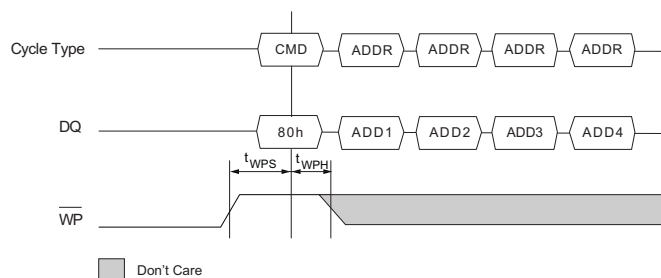 Cycle Type CMD ADDR ADDR ADDR ADDR
DQ 80h ADD1 ADD2 ADD3 ADD4
tWPS tWPH
WP
Don't Care